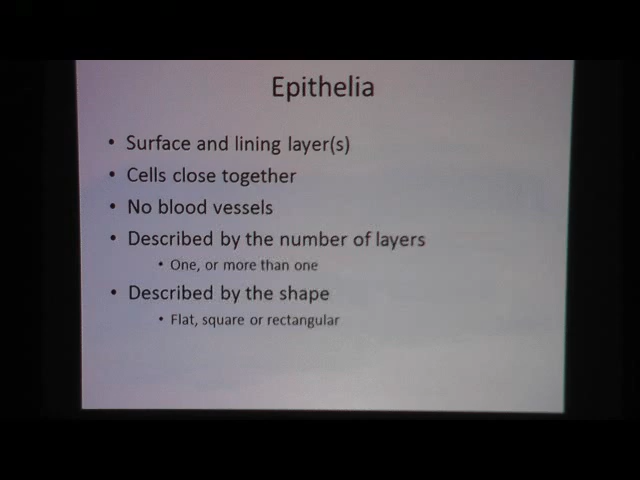 Epithelia
• Surface and lining layer(s)
• Cells close together
• No blood vessels
• Described by the number of layers
• One, or more than one
• Described by the shape
• Flat, square or rectangular